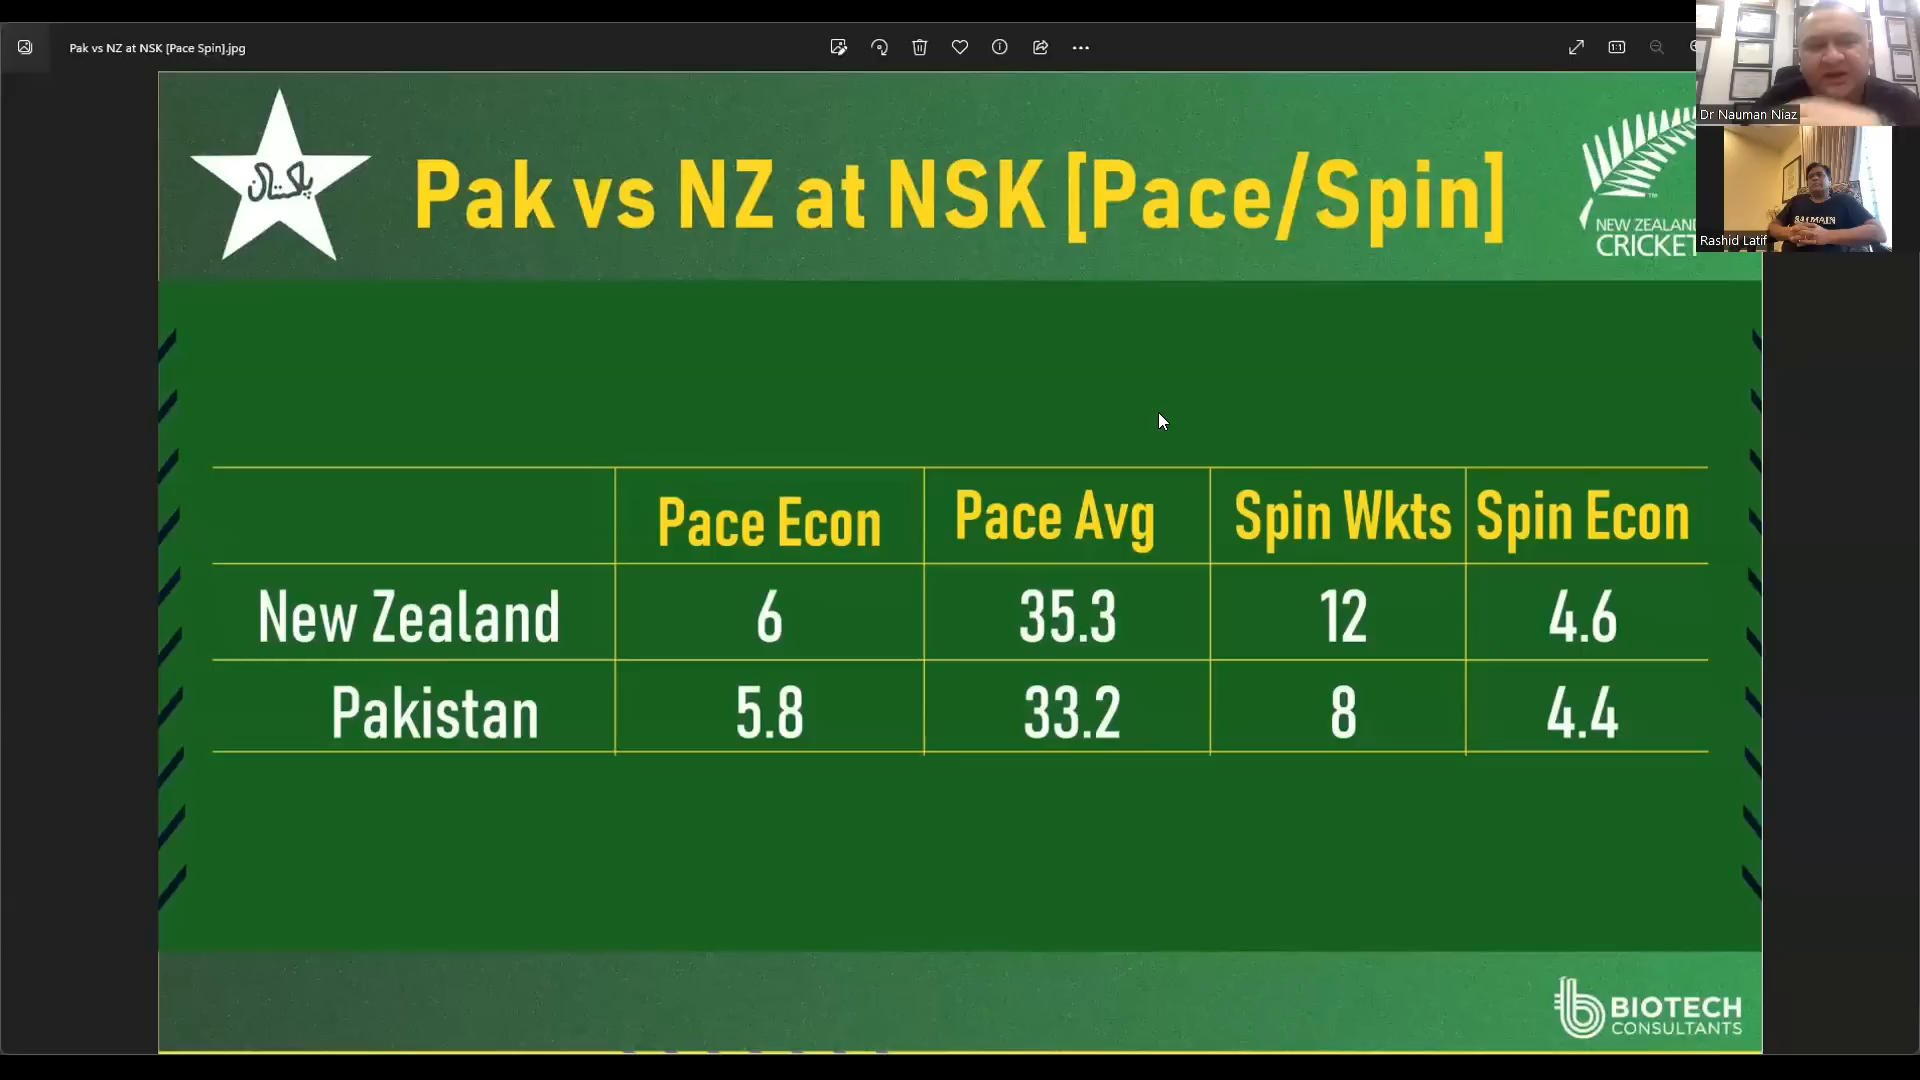 Pak vs NZ at NSK [Pace Spin].jpg
Dr Nauman Niaz
Rashid Latif
BALMAIN
پاکستان
Pak vs NZ at NSK [Pace/Spin]
NEW ZEALAND
CRICKET
Pace Econ Pace Avg Spin Wkts Spin Econ
New Zealand 6 35.3 12 4.6
Pakistan 5.8 33.2 8 4.4
BIOTECH
CONSULTANTS